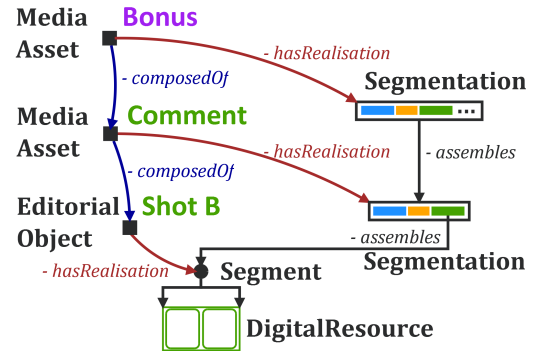 Media Bonus
Asset
- hasRealisation
- composedOf
Segmentation
Media Comment
Asset
- hasRealisation
- assembles
- composedOf
Editorial Shot B
Object
- assembles
Segmentation
- hasRealisation
Segment
DigitalResource